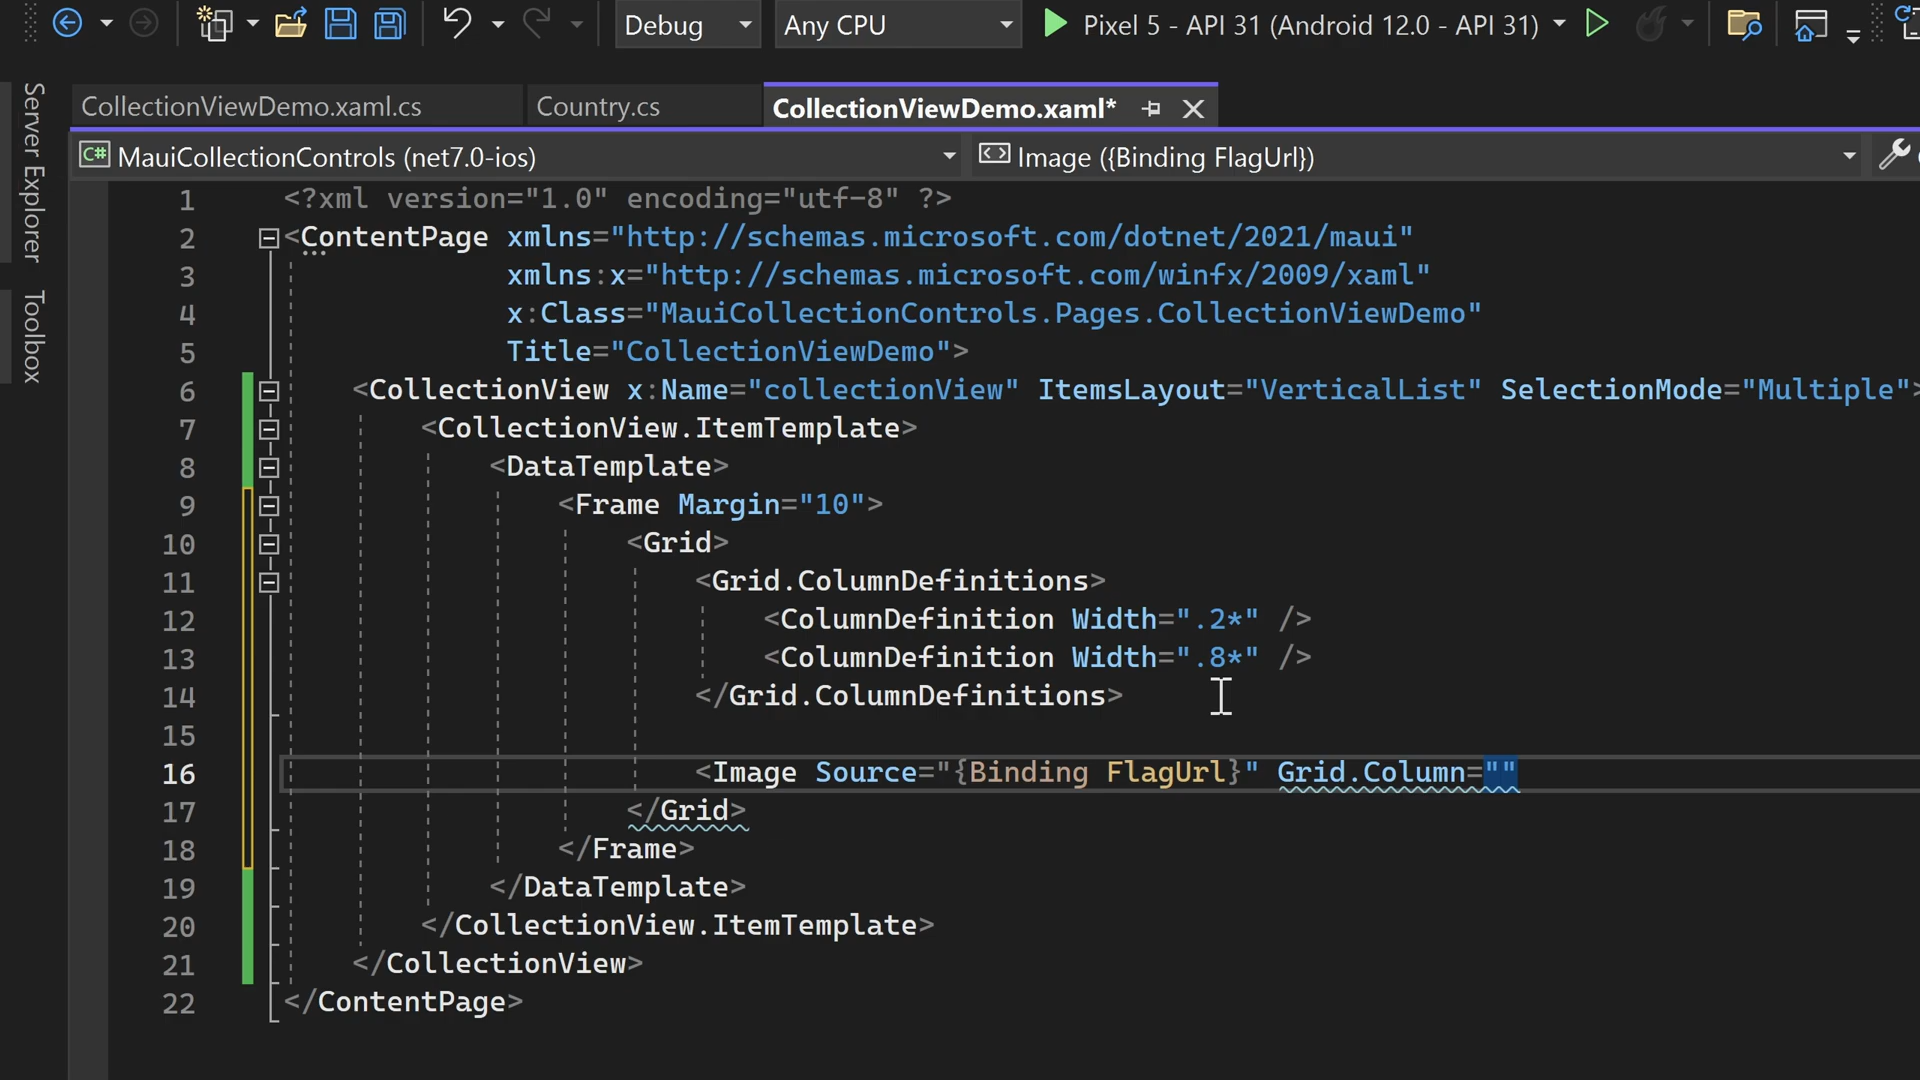 Debug
Any CPU
Pixel 5 - API 31 (Android 12.0 - API 31)
Server Explorer
Toolbox
CollectionViewDemo.xaml.cs
Country.cs
CollectionViewDemo.xaml*
C# MauiCollectionControls (net7.0-ios)
Image ({Binding FlagUrl})
1 <?xml version="1.0" encoding="utf-8" ?>
2 <ContentPage xmlns="http://schemas.microsoft.com/dotnet/2021/maui"
3 xmlns:x="http://schemas.microsoft.com/winfx/2009/xaml"
4 x:Class="MauiCollectionControls.Pages.CollectionViewDemo"
5 Title="CollectionViewDemo">
6 <CollectionView x:Name="collectionView" ItemsLayout="VerticalList" SelectionMode="Multiple">
7 <CollectionView.ItemTemplate>
8 <DataTemplate>
9 <Frame Margin="10">
10 <Grid>
11 <Grid.ColumnDefinitions>
12 <ColumnDefinition Width=".2*" />
13 <ColumnDefinition Width=".8*" />
14 </Grid.ColumnDefinitions>
15
16 <Image Source="{Binding FlagUrl}" Grid.Column=""
17 </Grid>
18 </Frame>
19 </DataTemplate>
20 </CollectionView.ItemTemplate>
21 </CollectionView>
22 </ContentPage>